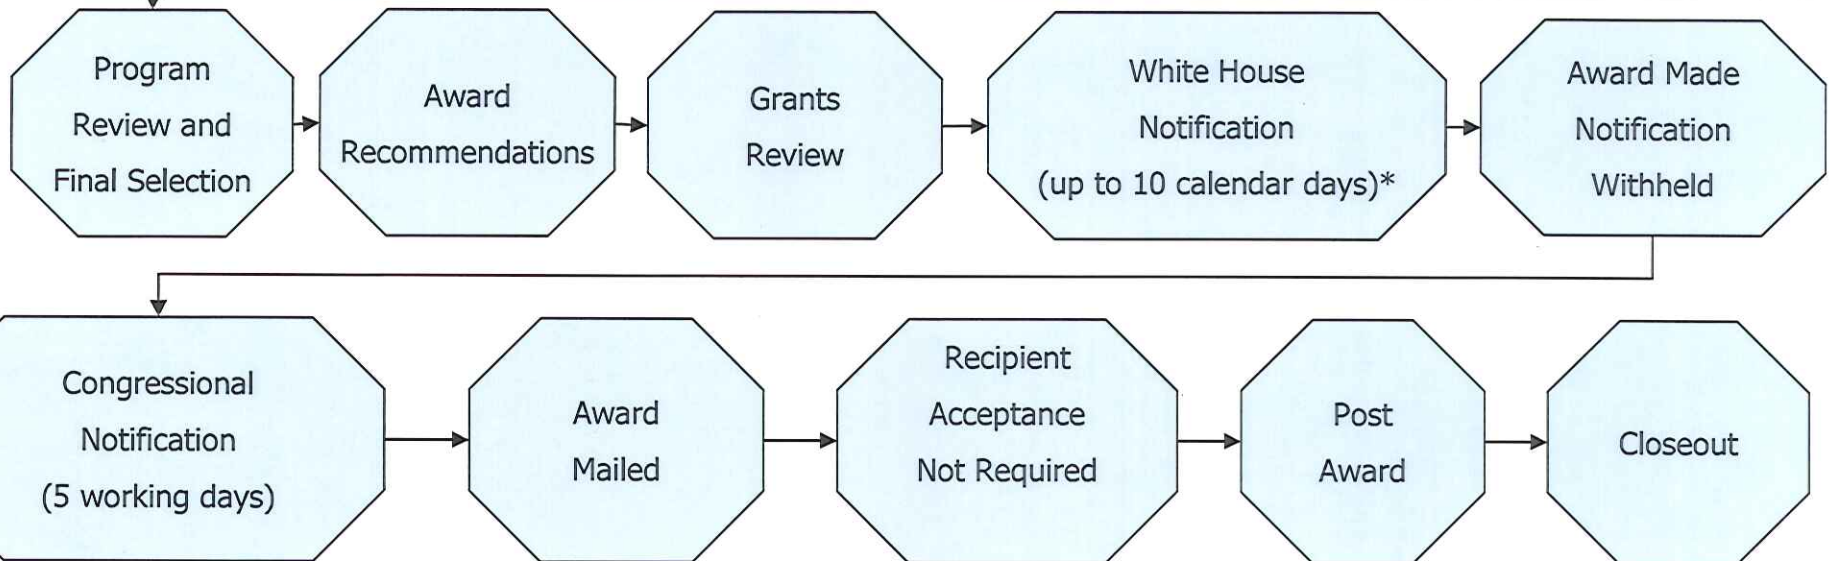 Program
Review and
Final Selection
Award
Recommendations
Grants
Review
White House
Notification
(up to 10 calendar days)*
Award Made
Notification
Withheld
Congressional
Notification
(5 working days)
Award
Mailed
Recipient
Acceptance
Not Required
Post
Award
Closeout